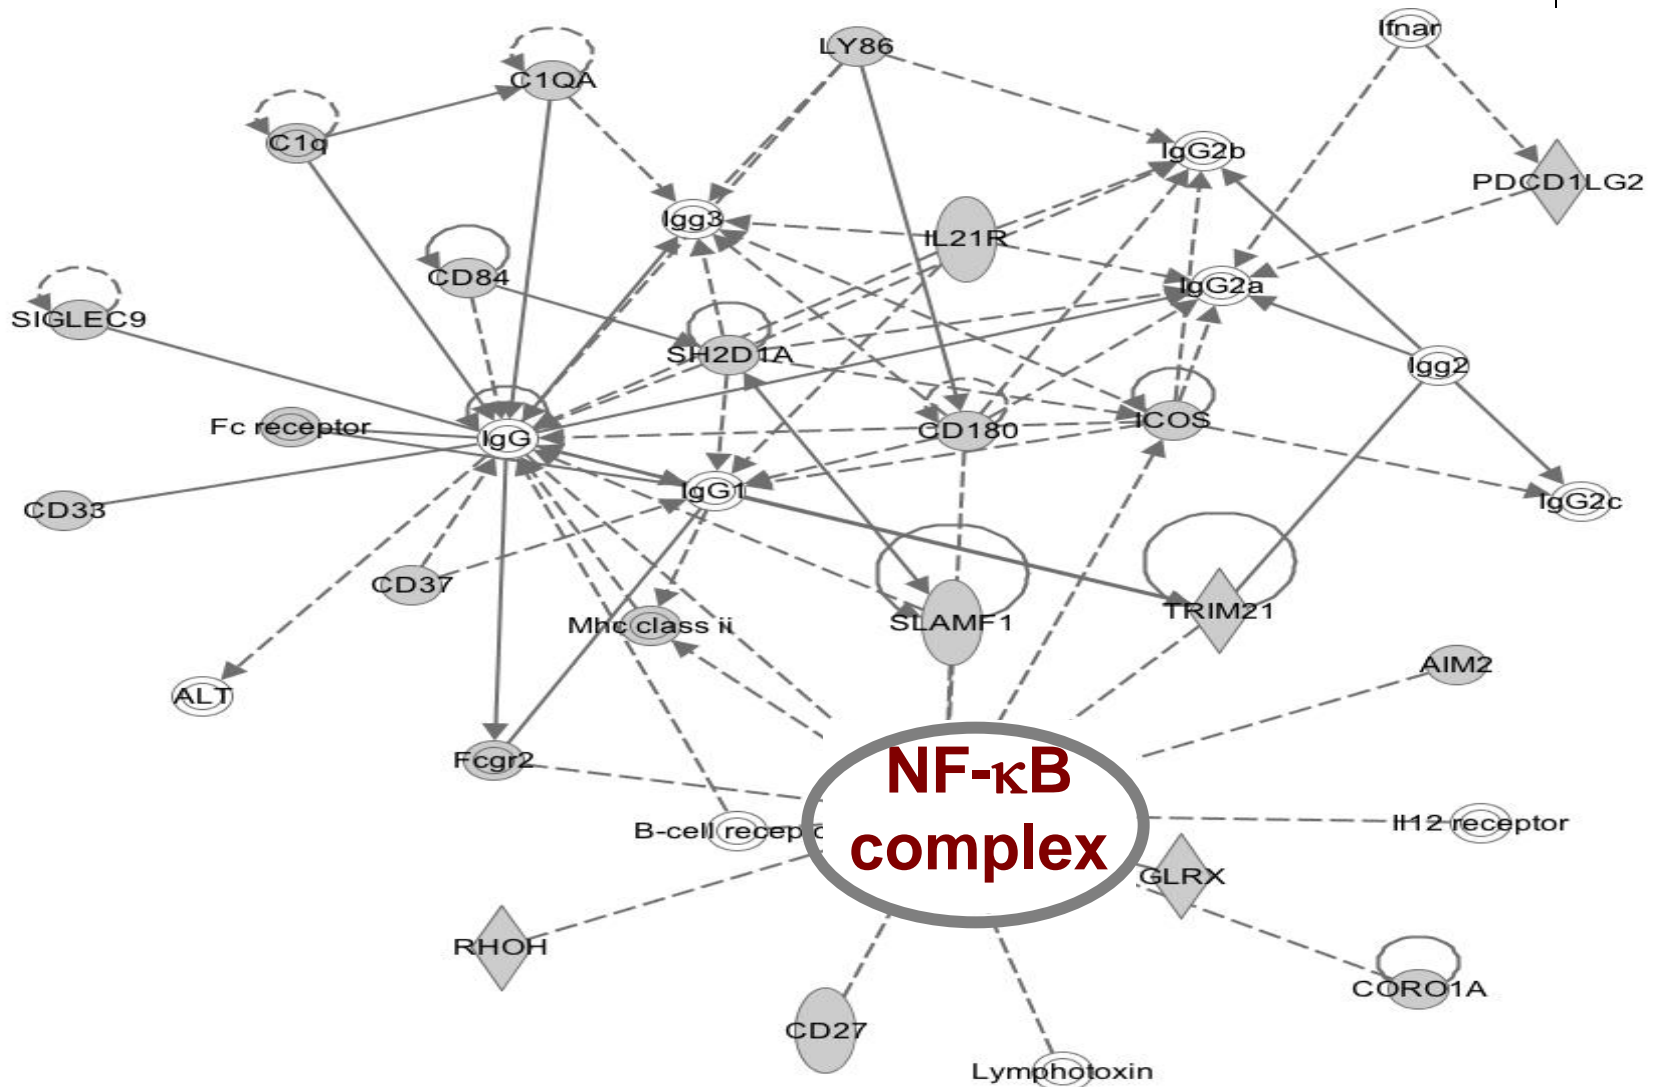 Ifnar
LY86
C1QA
C1q
IgG2b
PDCD1LG2
Igg3
IL21R
CD84
IgG2a
SIGLEC9
SH2D1A
Igg2
Fc receptor
IgG
CD180
ICOS
IgG1
IgG2c
CD33
CD37
Mhc class ii
SLAMF1
TRIM21
AIM2
ALT
Fcgr2
NF-κB
complex
B-cell recepto
Il12 receptor
GLRX
RHOH
CORO1A
CD27
Lymphotoxin